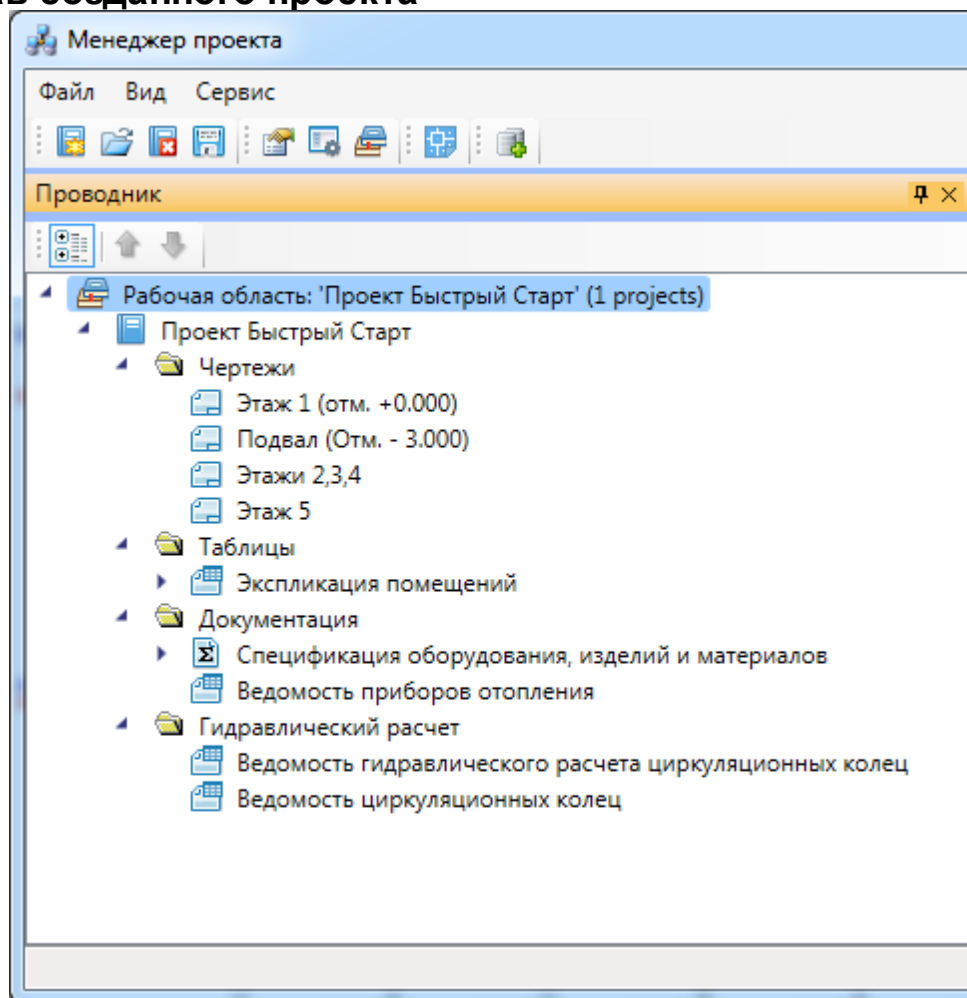 созданного проекта
Менеджер проекта
Файл Вид Сервис
Проводник
Рабочая область: 'Проект Быстрый Старт' (1 projects)
Проект Быстрый Старт
Чертежи
Этаж 1 (отм. +0.000)
Подвал (Отм. - 3.000)
Этажи 2,3,4
Этаж 5
Таблицы
Экспликация помещений
Документация
Спецификация оборудования, изделий и материалов
Ведомость приборов отопления
Гидравлический расчет
Ведомость гидравлического расчета циркуляционных колец
Ведомость циркуляционных колец